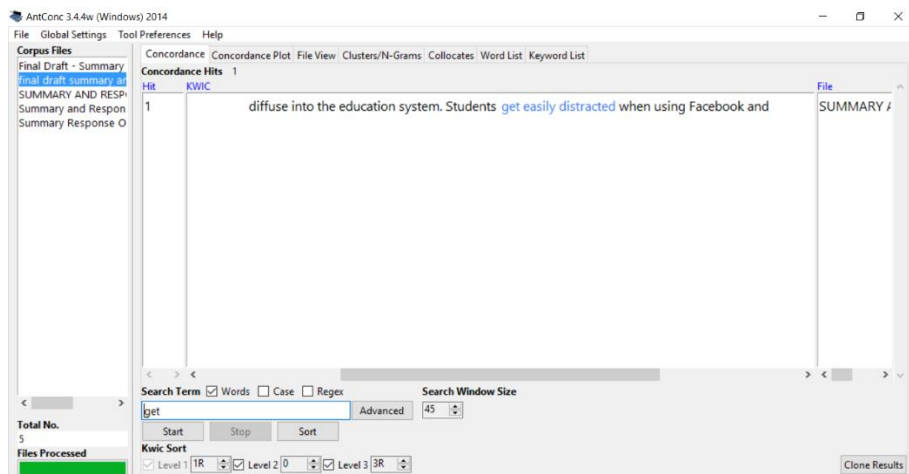 AntConc 3.4.4w (Windows) 2014
File Global Settings Tool Preferences Help
Corpus Files
Final Draft - Summary
final draft summary ar
SUMMARY AND RESP
Summary and Respon
Summary Response O
Total No.
5
Files Processed
Concordance Concordance Plot File View Clusters/N-Grams Collocates Word List Keyword List
Concordance Hits 1
Hit KWIC File
1 diffuse into the education system. Students get easily distracted when using Facebook and SUMMARY A
Search Term Words Case Regex Search Window Size
get Advanced 45
Start Stop Sort
Kwic Sort
Level 1 1R Level 2 0 Level 3 3R Clone Results